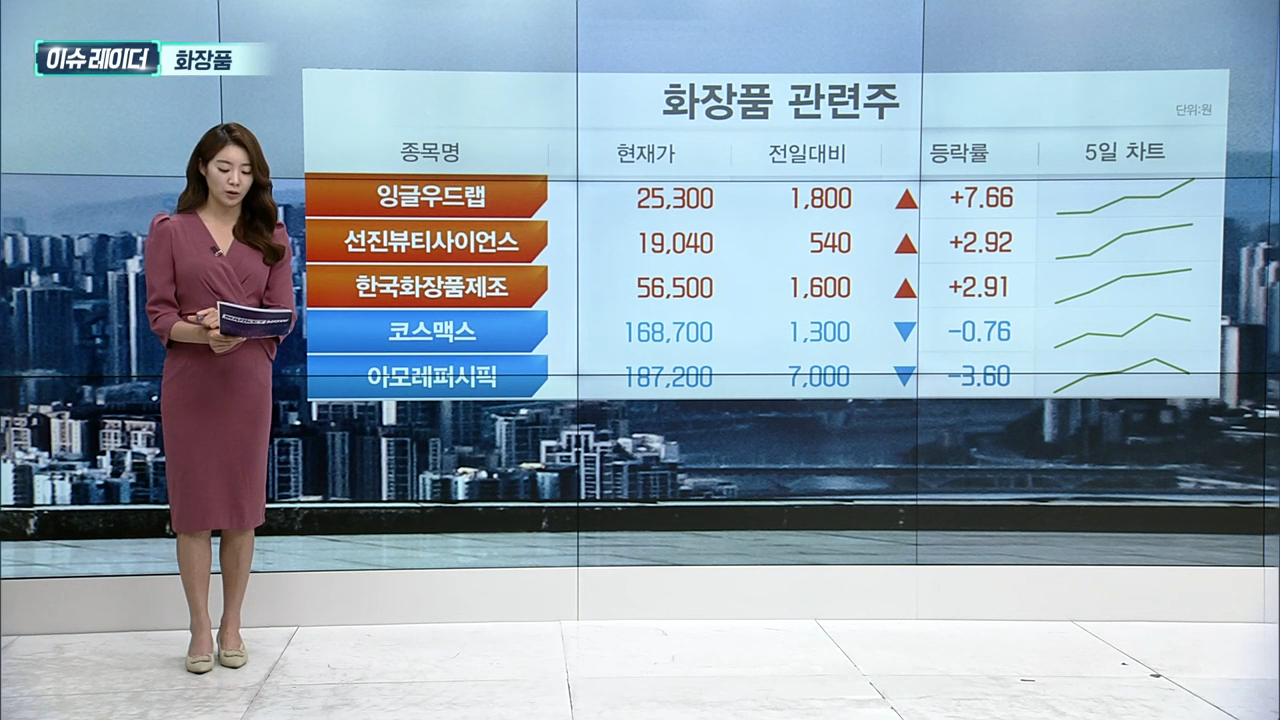 이슈 레이더 화장품
화장품 관련주
단위:원
종목명 현재가 전일대비 등락률 5일 차트
잉글우드랩 25,300 1,800 ▲ +7.66
선진뷰티사이언스 19,040 540 ▲ +2.92
한국화장품제조 56,500 1,600 ▲ +2.91
코스맥스 168,700 1,300 ▼ -0.76
아모레퍼시픽 187,200 7,000 ▼ -3.60